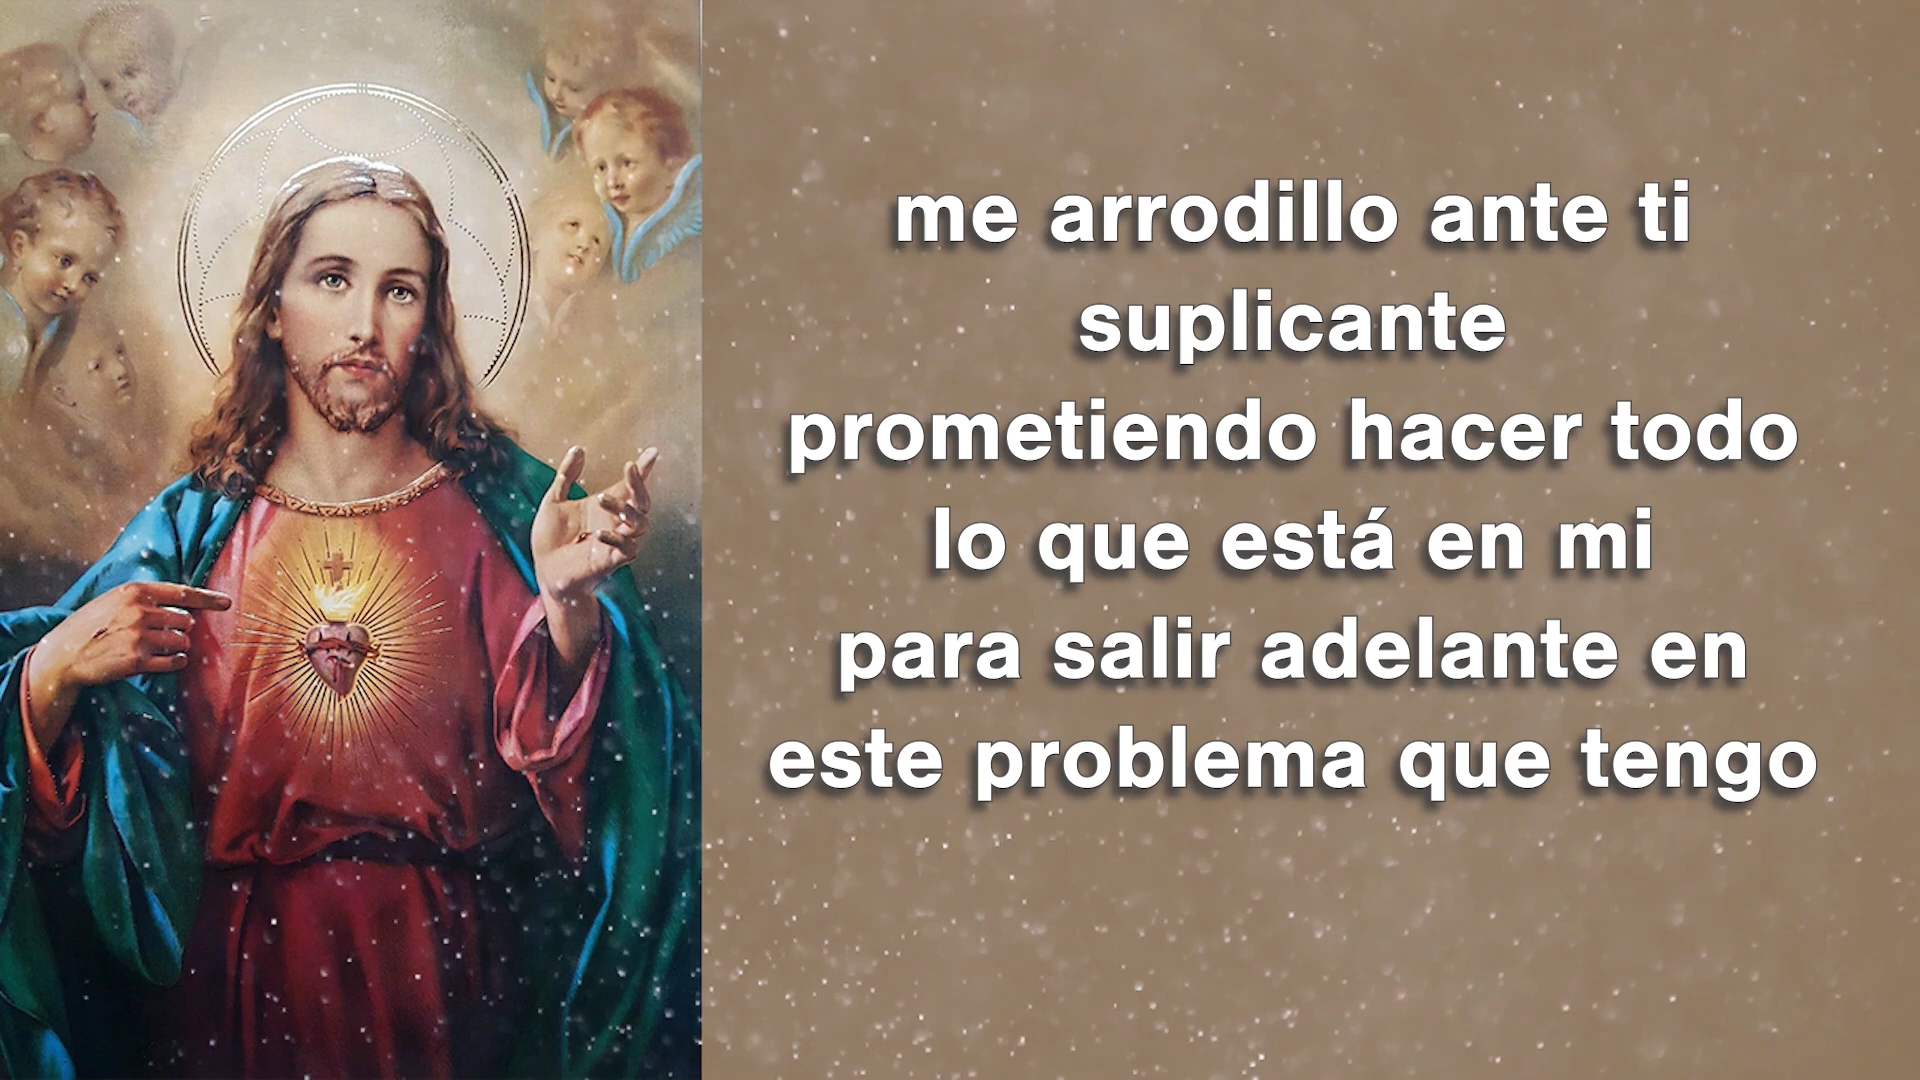 me arrodillo ante ti
suplicante
prometiendo hacer todo
lo que está en mi
para salir adelante en
este problema que tengo